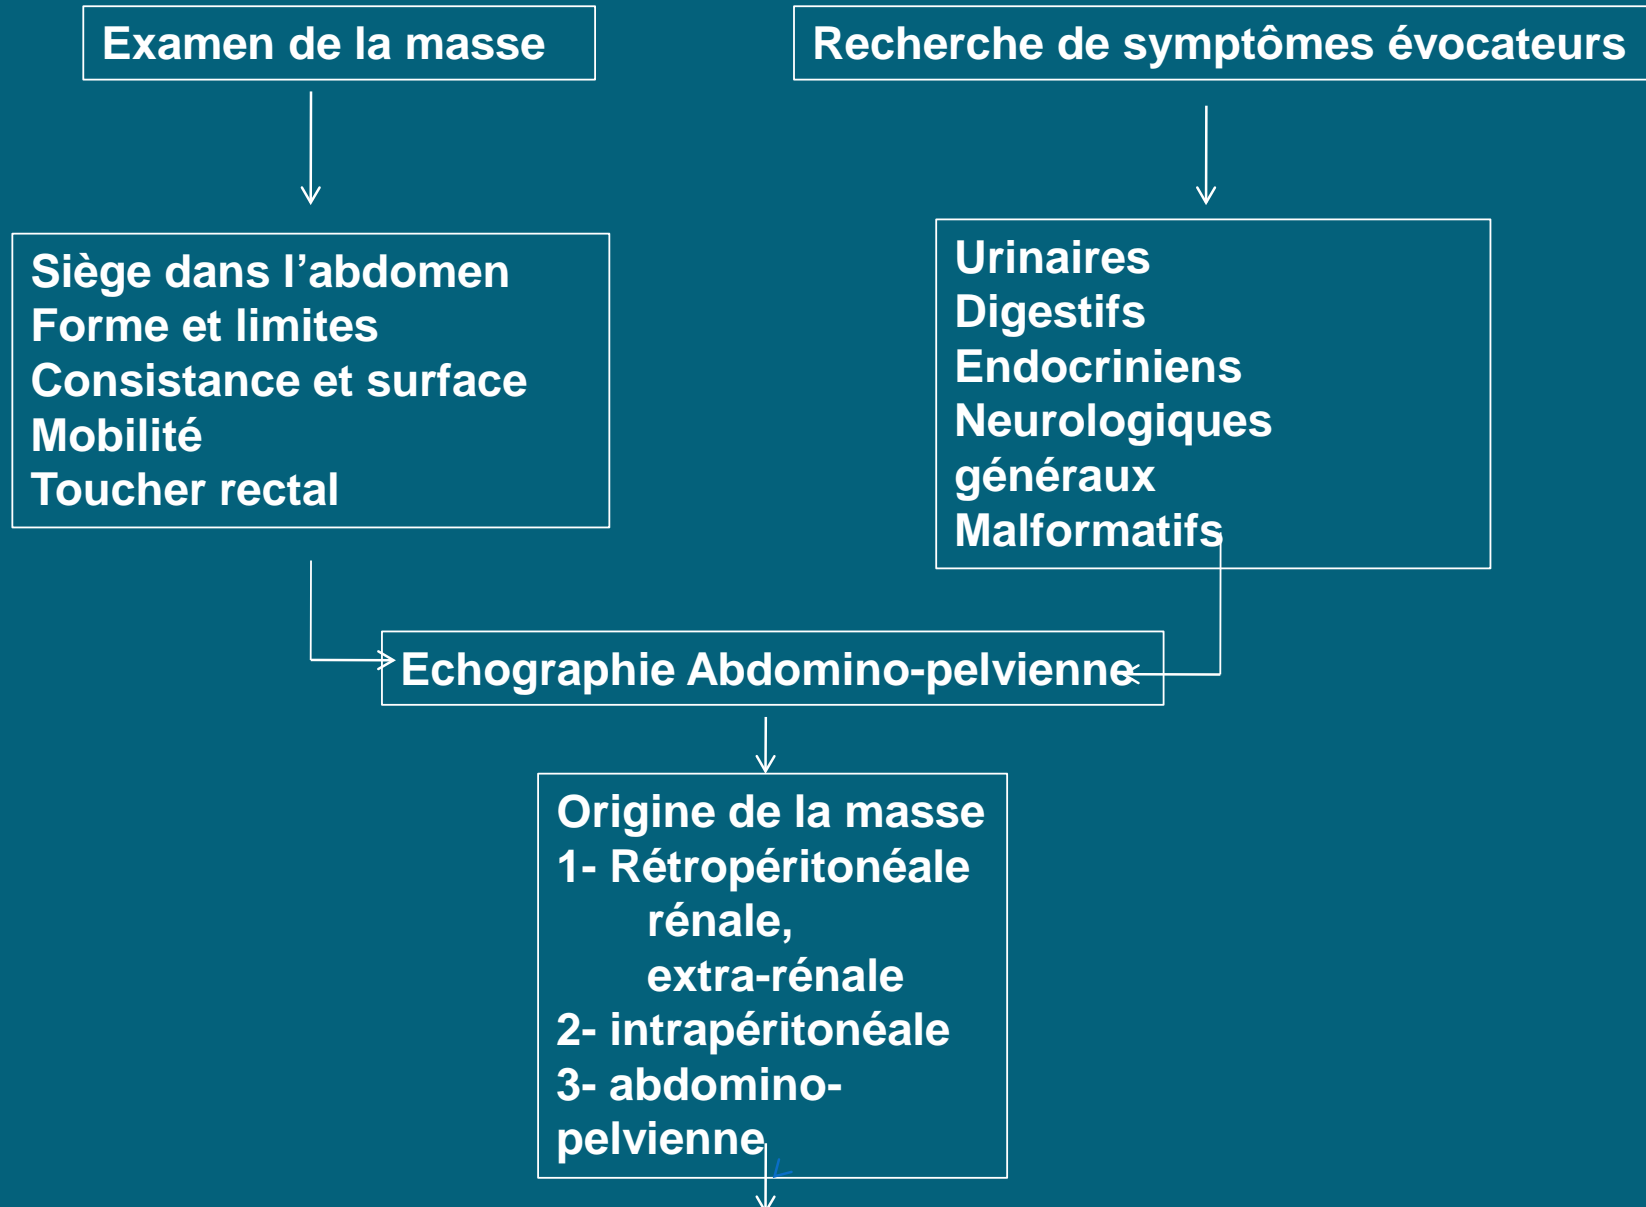 Examen de la masse
Recherche de symptômes évocateurs
Siège dans l’abdomen
Forme et limites
Consistance et surface
Mobilité
Toucher rectal
Urinaires
Digestifs
Endocriniens
Neurologiques
généraux
Malformatifs
Echographie Abdomino-pelvienne
Origine de la masse
1- Rétropéritonéale
rénale,
extra-rénale
2- intrapéritonéale
3- abdomino-
pelvienne